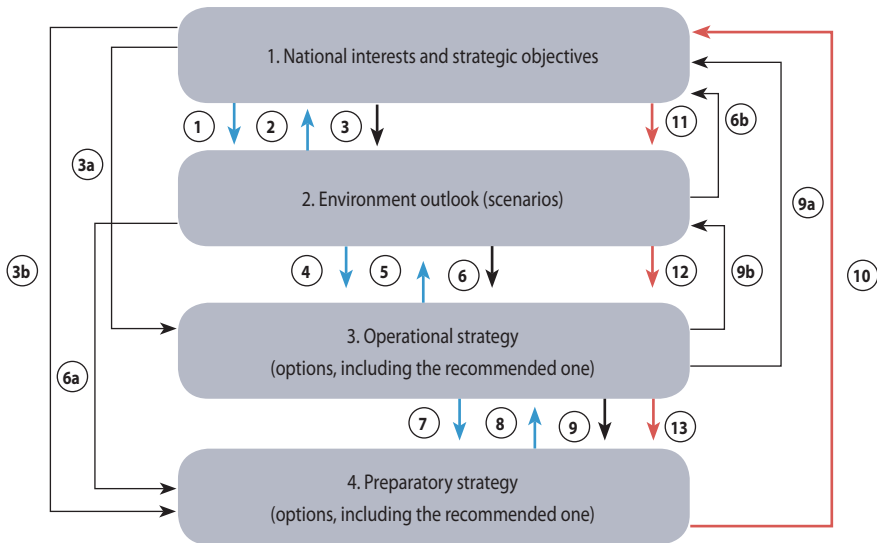 1. National interests and strategic objectives
1
2
3
11
6b
3a
2. Environment outlook (scenarios)
9a
3b
4
5
6
12
9b
10
3. Operational strategy
(options, including the recommended one)
6a
7
8
9
13
4. Preparatory strategy
(options, including the recommended one)